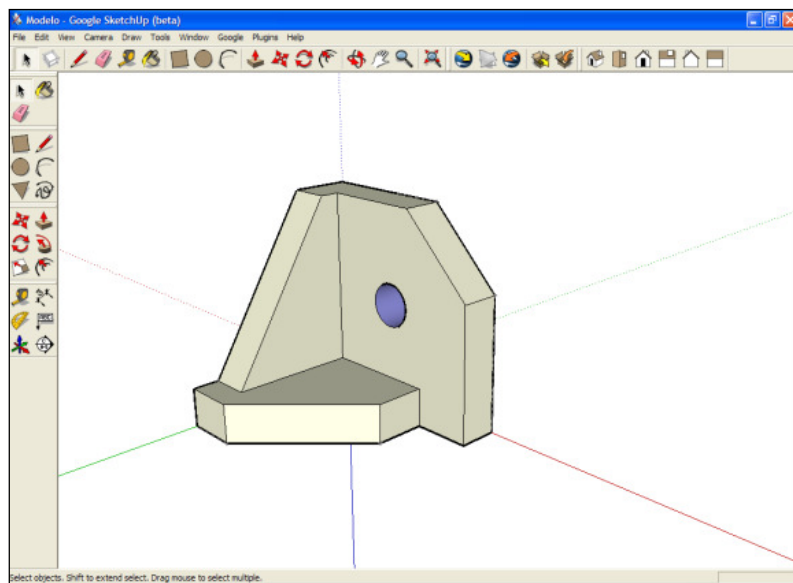 Modelo - Google SketchUp (beta)
File Edit View Camera Draw Tools Window Google Plugins Help
Select objects. Shift to extend select. Drag mouse to select multiple.